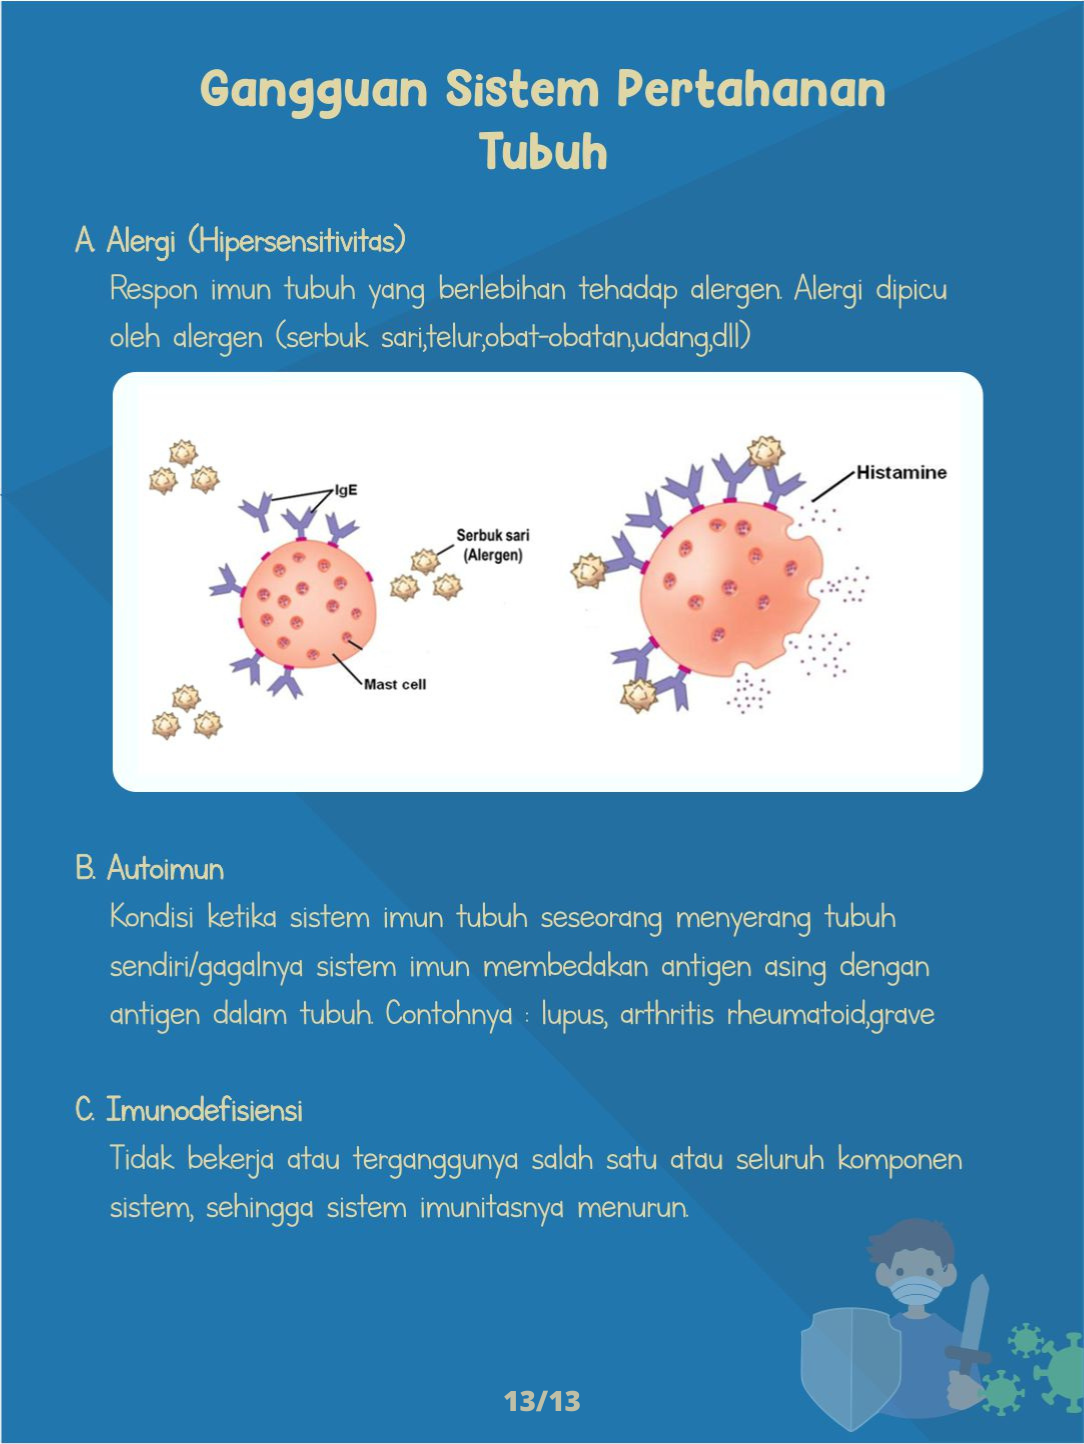 Gangguan Sistem Pertahanan
Tubuh
A. Alergi (Hipersensitivitas)
Respon imun tubuh yang berlebihan tehadap alergen. Alergi dipicu
oleh alergen (serbuk sari,telur,obat-obatan,udang,dll)
IgE
Serbuk sari
(Alergen)
Mast cell
Histamine
B. Autoimun
Kondisi ketika sistem imun tubuh seseorang menyerang tubuh
sendiri/gagalnya sistem imun membedakan antigen asing dengan
antigen dalam tubuh. Contohnya : lupus, arthritis rheumatoid,grave
C. Imunodefisiensi
Tidak bekerja atau terganggunya salah satu atau seluruh komponen
sistem, sehingga sistem imunitasnya menurun.
13/13